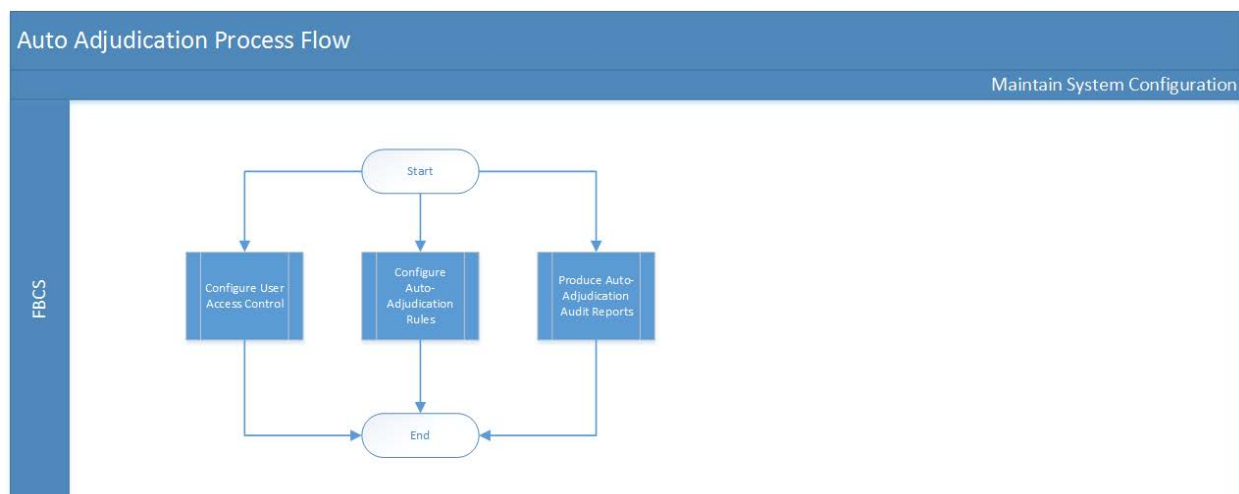 Auto Adjudication Process Flow
Maintain System Configuration
FBCS
Start
Configure User
Access Control
Configure
Auto-
Adjudication
Rules
Produce Auto-
Adjudication
Audit Reports
End